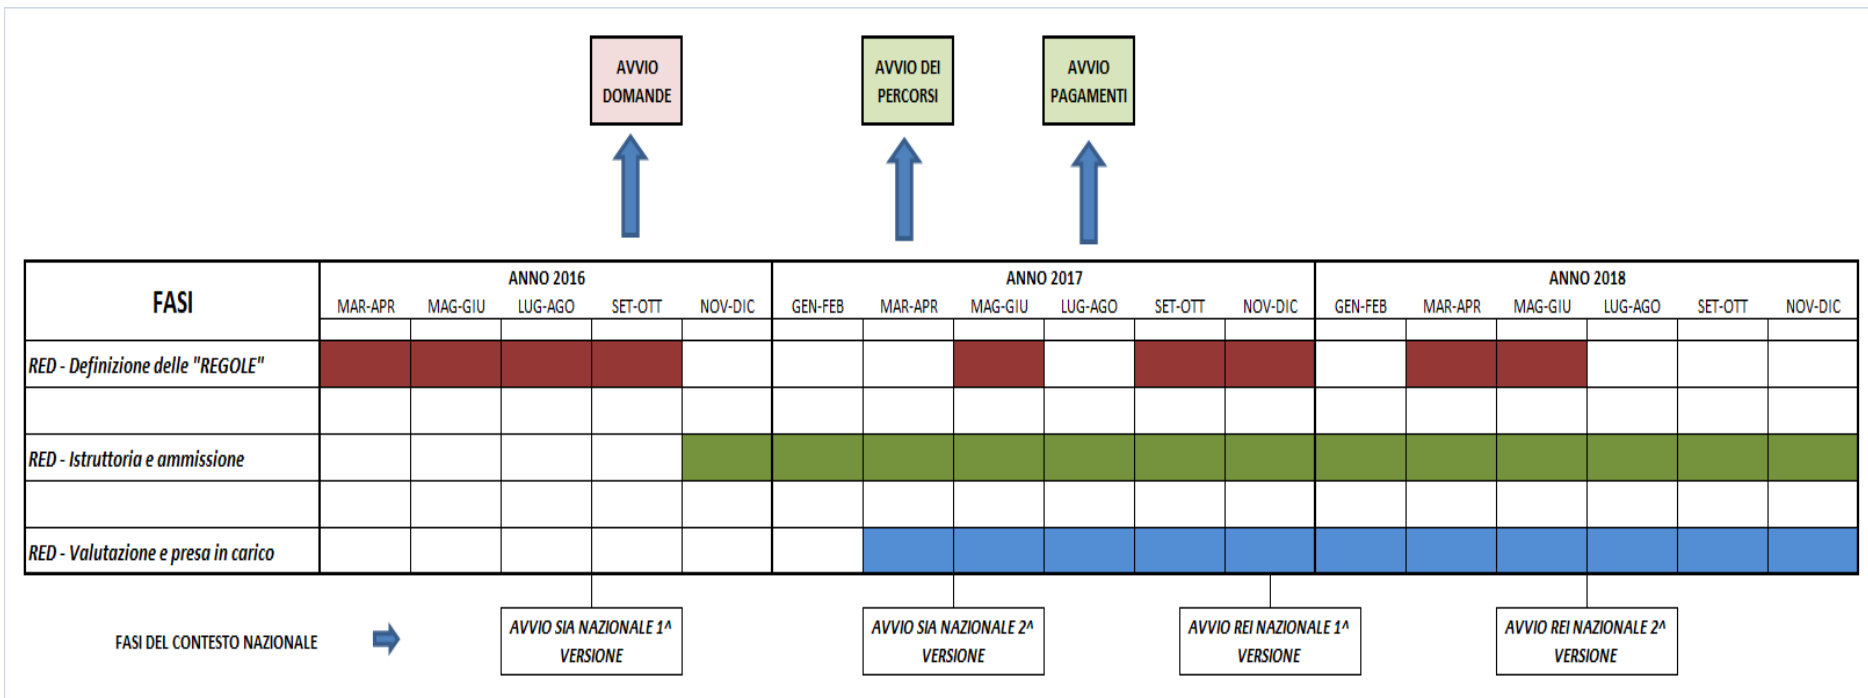 AVVIO
DOMANDE
AVVIO DEI
PERCORSI
AVVIO
PAGAMENTI
FASI
ANNO 2016
ANNO 2017
ANNO 2018
MAR-APR MAG-GIU LUG-AGO SET-OTT NOV-DIC GEN-FEB MAR-APR MAG-GIU LUG-AGO SET-OTT NOV-DIC GEN-FEB MAR-APR MAG-GIU LUG-AGO SET-OTT NOV-DIC
RED - Definizione delle "REGOLE"
RED - Istruttoria e ammissione
RED - Valutazione e presa in carico
FASI DEL CONTESTO NAZIONALE
AVVIO SIA NAZIONALE 1^
VERSIONE
AVVIO SIA NAZIONALE 2^
VERSIONE
AVVIO REI NAZIONALE 1^
VERSIONE
AVVIO REI NAZIONALE 2^
VERSIONE